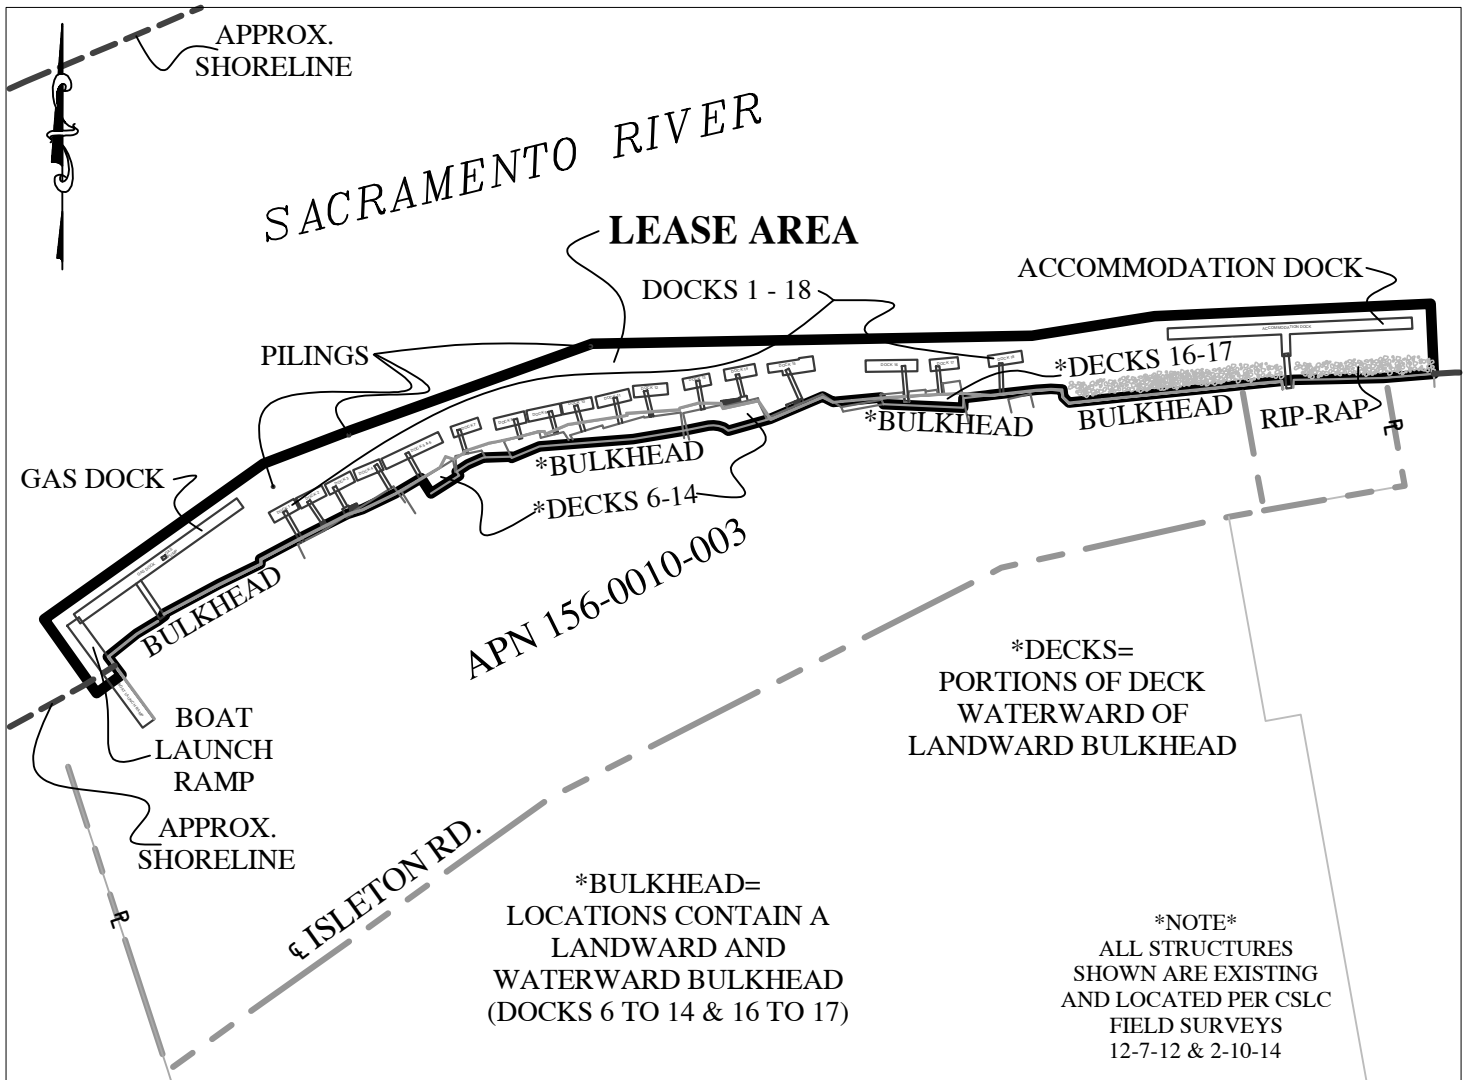 APPROX.
SHORELINE
SACRAMENTO RIVER
LEASE AREA
DOCKS 1 - 18
ACCOMMODATION DOCK
ACCOMMODATION DOCK
PILINGS
*DECKS 16-17
*BULKHEAD
BULKHEAD
RIP-RAP
GAS DOCK
*BULKHEAD
*DECKS 6-14
BULKHEAD
APN 156-0010-003
BOAT
LAUNCH
RAMP
APPROX.
SHORELINE
*DECKS=
PORTIONS OF DECK
WATERWARD OF
LANDWARD BULKHEAD
℄ ISLETON RD.
*BULKHEAD=
LOCATIONS CONTAIN A
LANDWARD AND
WATERWARD BULKHEAD
(DOCKS 6 TO 14 & 16 TO 17)
*NOTE*
ALL STRUCTURES
SHOWN ARE EXISTING
AND LOCATED PER CSLC
FIELD SURVEYS
12-7-12 & 2-10-14